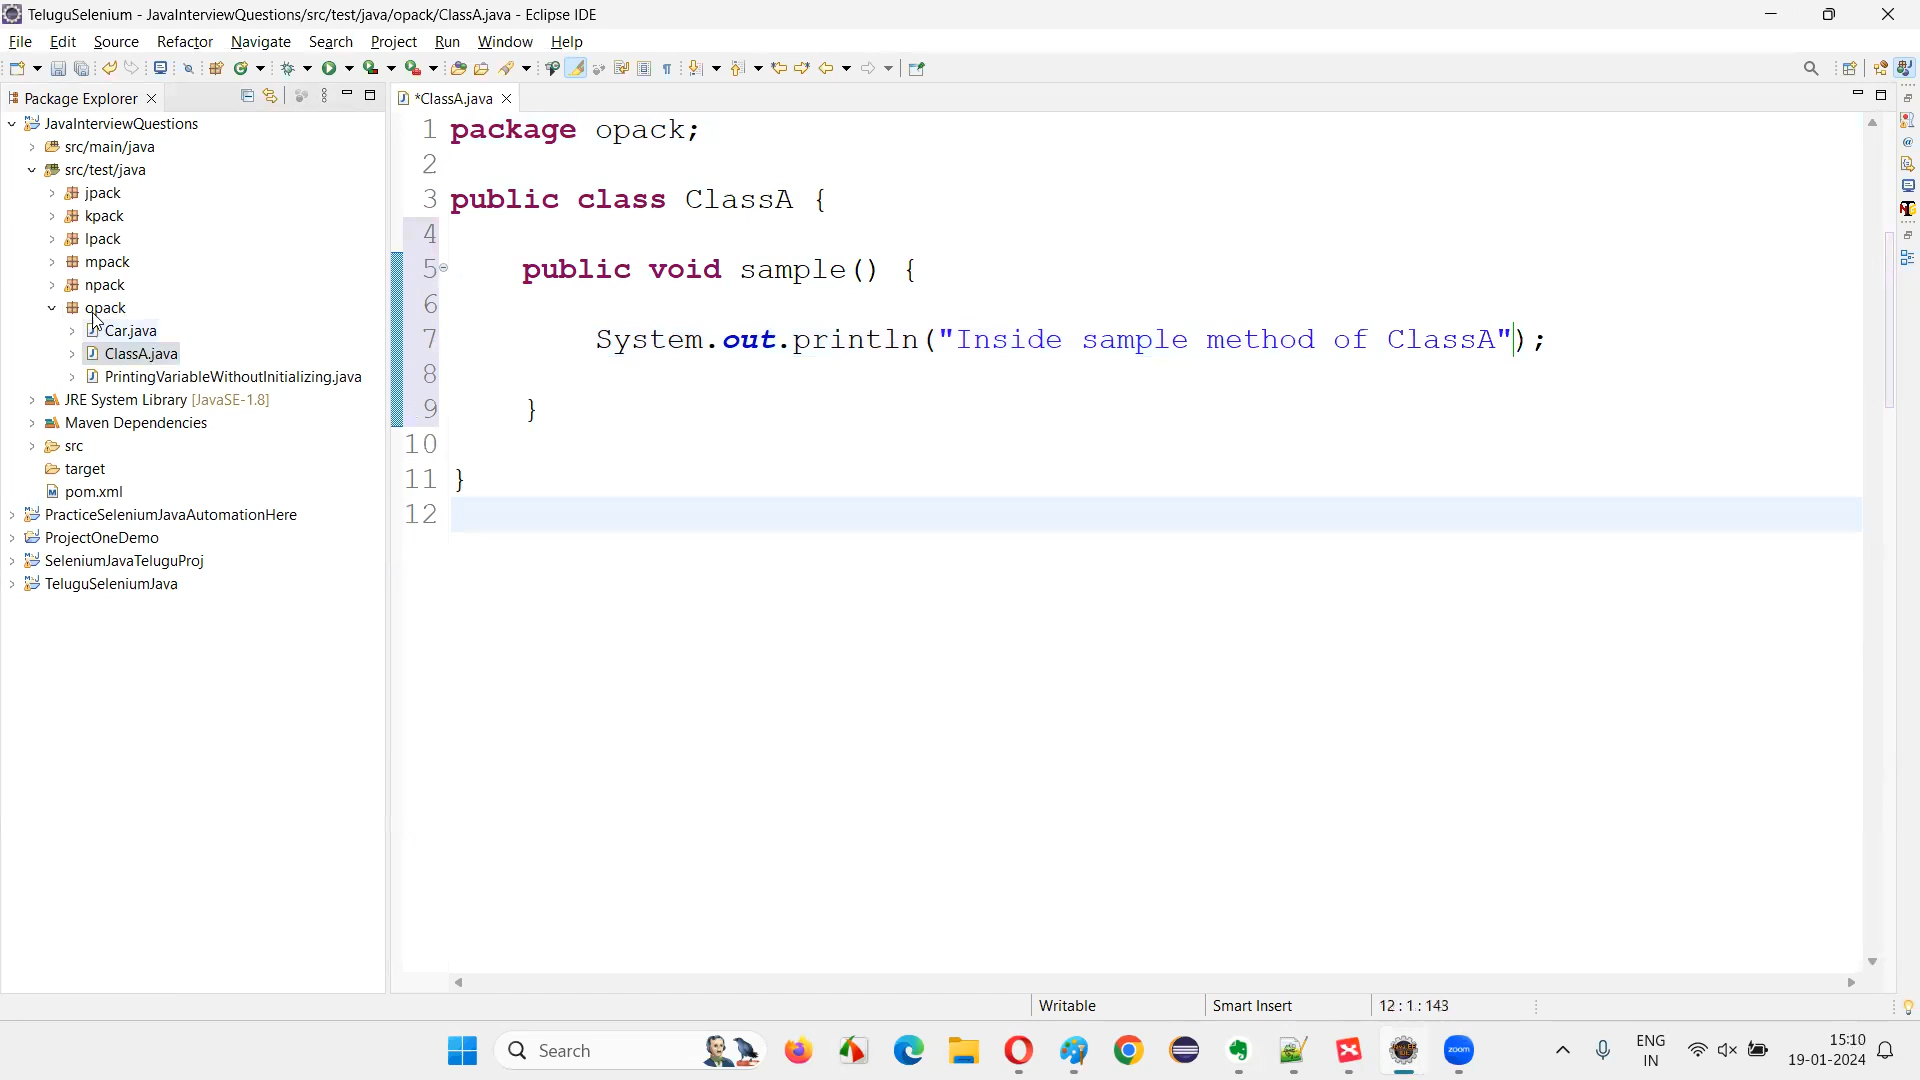 TeluguSelenium - JavaInterviewQuestions/src/test/java/opack/ClassA.java - Eclipse IDE
File Edit Source Refactor Navigate Search Project Run Window Help
Package Explorer
*ClassA.java
JavaInterviewQuestions
src/main/java
src/test/java
jpack
kpack
lpack
mpack
npack
opack
Car.java
ClassA.java
PrintingVariableWithoutInitializing.java
JRE System Library [JavaSE-1.8]
Maven Dependencies
src
target
pom.xml
PracticeSeleniumJavaAutomationHere
ProjectOneDemo
SeleniumJavaTeluguProj
TeluguSeleniumJava
1 package opack;
2
3 public class ClassA {
4
5 public void sample() {
6
7 System.out.println("Inside sample method of ClassA");
8
9 }
10
11 }
12
Writable Smart Insert 12 : 1 : 143
Search
zoom
ENG
IN
15:10
19-01-2024